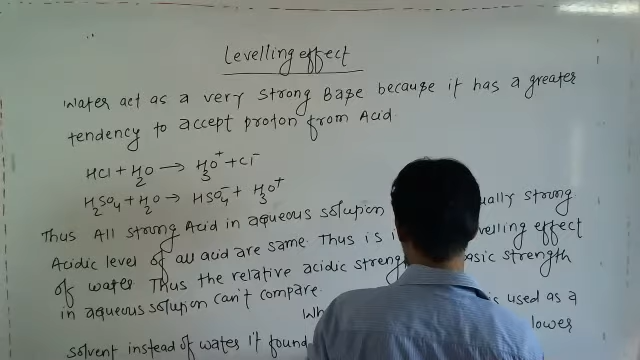 Levelling effect
Water act as a very strong Base because it has a greater
tendency to accept proton from Acid.
HCl + H2O → H3O+ + Cl-
H2SO4 + H2O → HSO4- + H3O+
Thus All strong Acid in aqueous solution ually strong
Acidic level of all acid are same. Thus is velling effect
of water Thus the relative acidic streng asic strength
in aqueous solution can't compare.
Wh is used as a
solvent instead of water it found lower